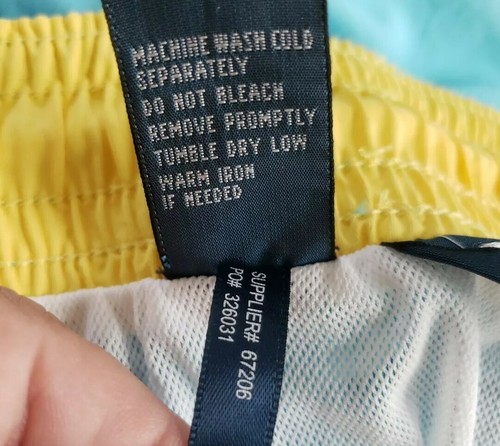 MACHINE WASH COLD
SEPARATELY
DO NOT BLEACH
REMOVE PROMPTLY
TUMBLE DRY LOW
WARM IRON
IF NEEDED
SUPPLIER# 67206
PO# 326031